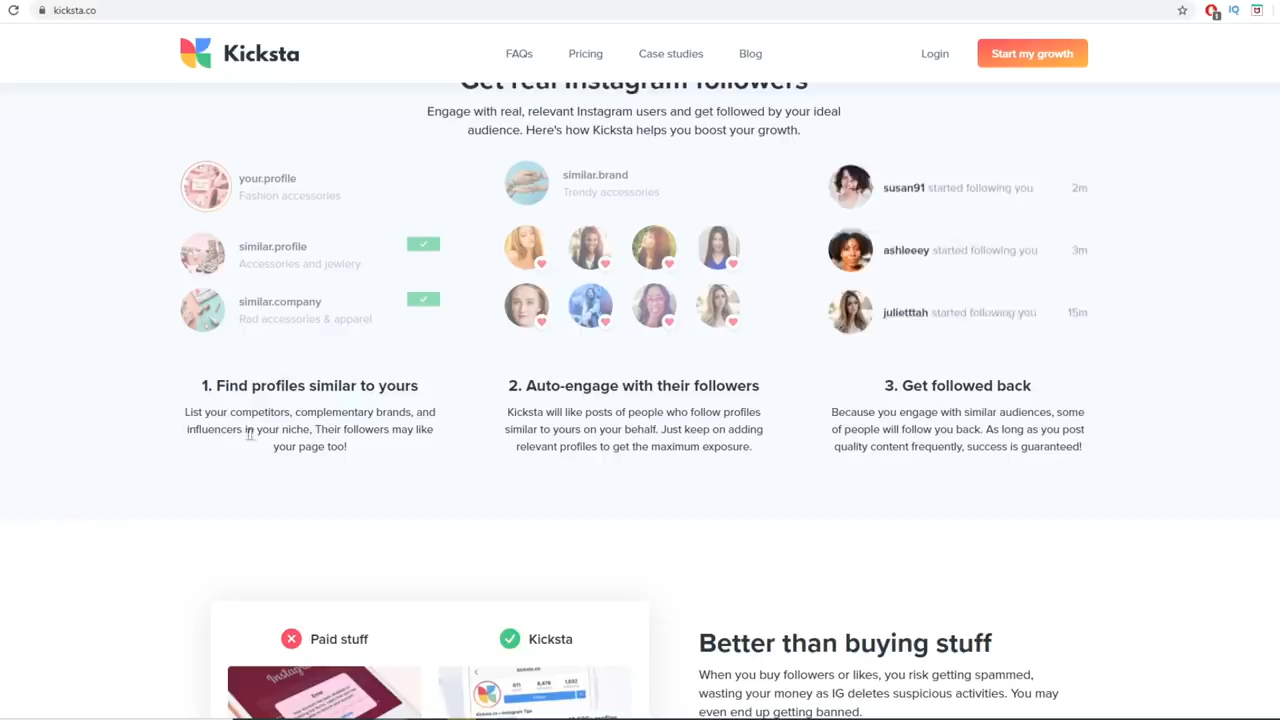 kicksta.co
1
IQ
Kicksta
FAQs
Pricing
Case studies
Blog
Login
Start my growth
Get real Instagram followers
Engage with real, relevant Instagram users and get followed by your ideal
audience. Here's how Kicksta helps you boost your growth.
your.profile
Fashion accessories
similar.profile
Accessories and jewlery
similar.company
Rad accessories & apparel
similar.brand
Trendy accessories
susan91 started following you 2m
ashleeey started following you 3m
julietttah started following you 15m
1. Find profiles similar to yours
List your competitors, complementary brands, and
influencers in your niche, Their followers may like
your page too!
2. Auto-engage with their followers
Kicksta will like posts of people who follow profiles
similar to yours on your behalf. Just keep on adding
relevant profiles to get the maximum exposure.
3. Get followed back
Because you engage with similar audiences, some
of people will follow you back. As long as you post
quality content frequently, success is guaranteed!
Paid stuff
Kicksta
Instagram
kicksta.co
Better than buying stuff
When you buy followers or likes, you risk getting spammed,
wasting your money as IG deletes suspicious activities. You may
even end up getting banned.